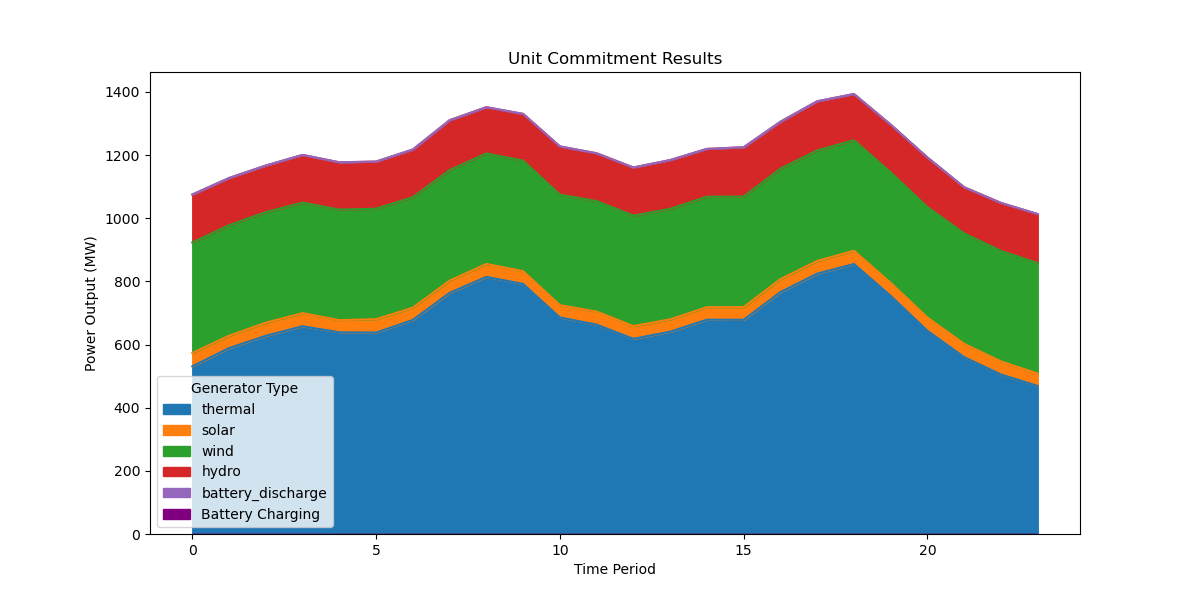 Unit Commitment Results
1400
1200
1000
800
600
400
200
0
Power Output (MW)
Generator Type
thermal
solar
wind
hydro
battery_discharge
Battery Charging
0 5 10 15 20
Time Period